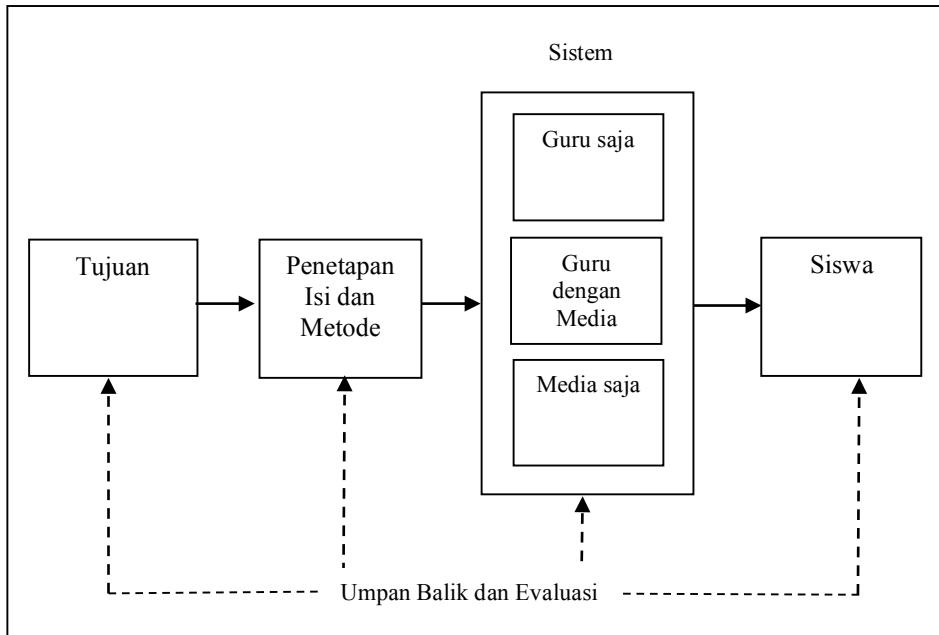 Sistem
Tujuan
Penetapan
Isi dan
Metode
Guru saja
Guru
dengan
Media
Media saja
Siswa
Umpan Balik dan Evaluasi